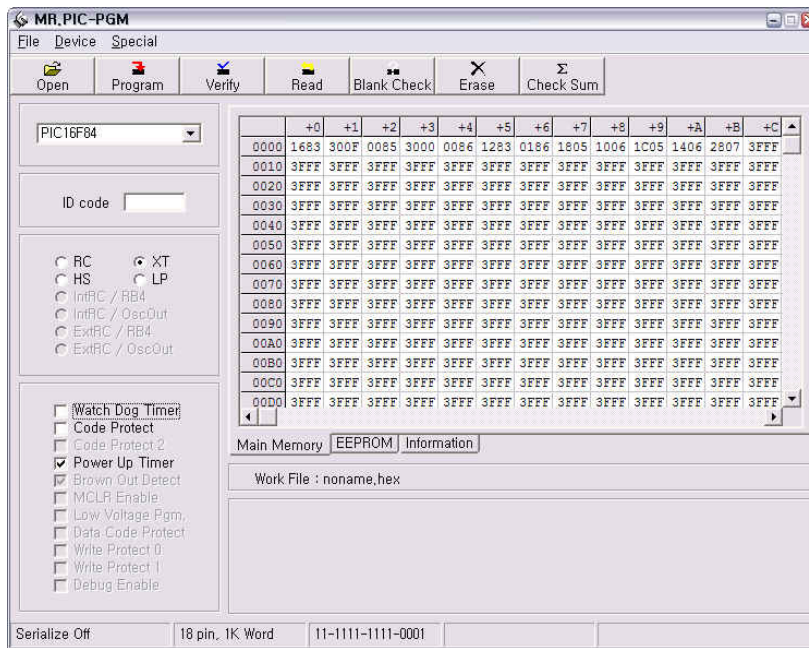 MR.PIC-PGM
File Device Special
Open Program Verify Read Blank Check Erase Σ Check Sum
PIC16F84
ID code
RC XT
HS LP
IntRC / RB4
IntRC / OscOut
ExtRC / RB4
ExtRC / OscOut
Watch Dog Timer
Code Protect
Code Protect 2
Power Up Timer
Brown Out Detect
MCLR Enable
Low Voltage Pgm.
Data Code Protect
Write Protect 0
Write Protect 1
Debug Enable
+0 +1 +2 +3 +4 +5 +6 +7 +8 +9 +A +B +C
0000 1683 300F 0085 3000 0086 1283 0186 1805 1006 1C05 1406 2807 3FFF
0010 3FFF 3FFF 3FFF 3FFF 3FFF 3FFF 3FFF 3FFF 3FFF 3FFF 3FFF 3FFF 3FFF
0020 3FFF 3FFF 3FFF 3FFF 3FFF 3FFF 3FFF 3FFF 3FFF 3FFF 3FFF 3FFF 3FFF
0030 3FFF 3FFF 3FFF 3FFF 3FFF 3FFF 3FFF 3FFF 3FFF 3FFF 3FFF 3FFF 3FFF
0040 3FFF 3FFF 3FFF 3FFF 3FFF 3FFF 3FFF 3FFF 3FFF 3FFF 3FFF 3FFF 3FFF
0050 3FFF 3FFF 3FFF 3FFF 3FFF 3FFF 3FFF 3FFF 3FFF 3FFF 3FFF 3FFF 3FFF
0060 3FFF 3FFF 3FFF 3FFF 3FFF 3FFF 3FFF 3FFF 3FFF 3FFF 3FFF 3FFF 3FFF
0070 3FFF 3FFF 3FFF 3FFF 3FFF 3FFF 3FFF 3FFF 3FFF 3FFF 3FFF 3FFF 3FFF
0080 3FFF 3FFF 3FFF 3FFF 3FFF 3FFF 3FFF 3FFF 3FFF 3FFF 3FFF 3FFF 3FFF
0090 3FFF 3FFF 3FFF 3FFF 3FFF 3FFF 3FFF 3FFF 3FFF 3FFF 3FFF 3FFF 3FFF
00A0 3FFF 3FFF 3FFF 3FFF 3FFF 3FFF 3FFF 3FFF 3FFF 3FFF 3FFF 3FFF 3FFF
00B0 3FFF 3FFF 3FFF 3FFF 3FFF 3FFF 3FFF 3FFF 3FFF 3FFF 3FFF 3FFF 3FFF
00C0 3FFF 3FFF 3FFF 3FFF 3FFF 3FFF 3FFF 3FFF 3FFF 3FFF 3FFF 3FFF 3FFF
00D0 3FFF 3FFF 3FFF 3FFF 3FFF 3FFF 3FFF 3FFF 3FFF 3FFF 3FFF 3FFF 3FFF
Main Memory EEPROM Information
Work File : noname.hex
Serialize Off 18 pin, 1K Word 11-1111-1111-0001